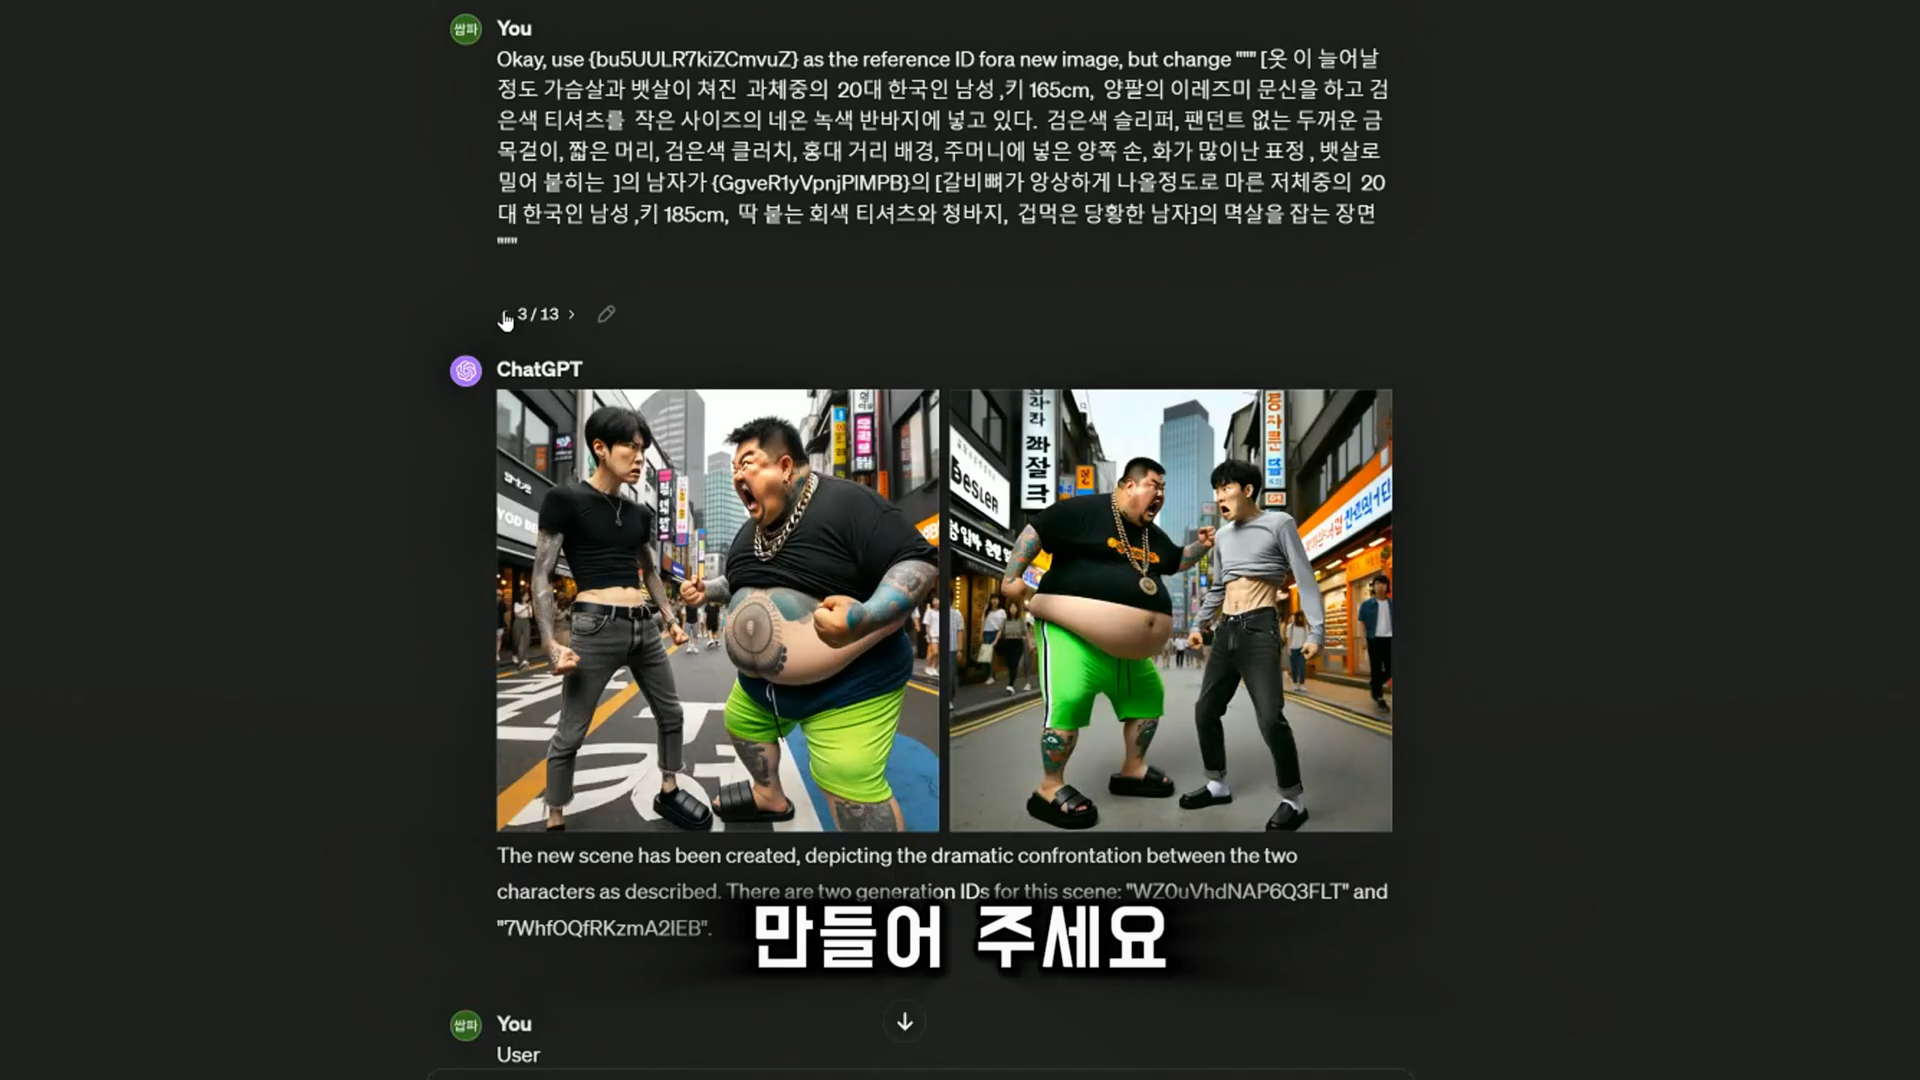 쌉파 You
Okay, use {bu5UULR7kiZCmvuZ} as the reference ID fora new image, but change """ [옷 이 늘어날
정도 가슴살과 뱃살이 쳐진 과체중의 20대 한국인 남성 ,키 165cm, 양팔의 이레즈미 문신을 하고 검
은색 티셔츠를 작은 사이즈의 네온 녹색 반바지에 넣고 있다. 검은색 슬리퍼, 팬던트 없는 두꺼운 금
목걸이, 짧은 머리, 검은색 클러치, 홍대 거리 배경, 주머니에 넣은 양쪽 손, 화가 많이난 표정 , 뱃살로
밀어 붙히는 ]의 남자가 {GgveR1yVpnjPlMPB}의 [갈비뼈가 앙상하게 나올정도로 마른 저체중의 20
대 한국인 남성 ,키 185cm, 딱 붙는 회색 티셔츠와 청바지, 겁먹은 당황한 남자]의 멱살을 잡는 장면
"""
3 / 13
ChatGPT
BeSLER
The new scene has been created, depicting the dramatic confrontation between the two
characters as described. There are two generation IDs for this scene: "WZ0uVhdNAP6Q3FLT" and
"7WhfOQfRKzmA2IEB".
만들어 주세요
쌉파 You
User